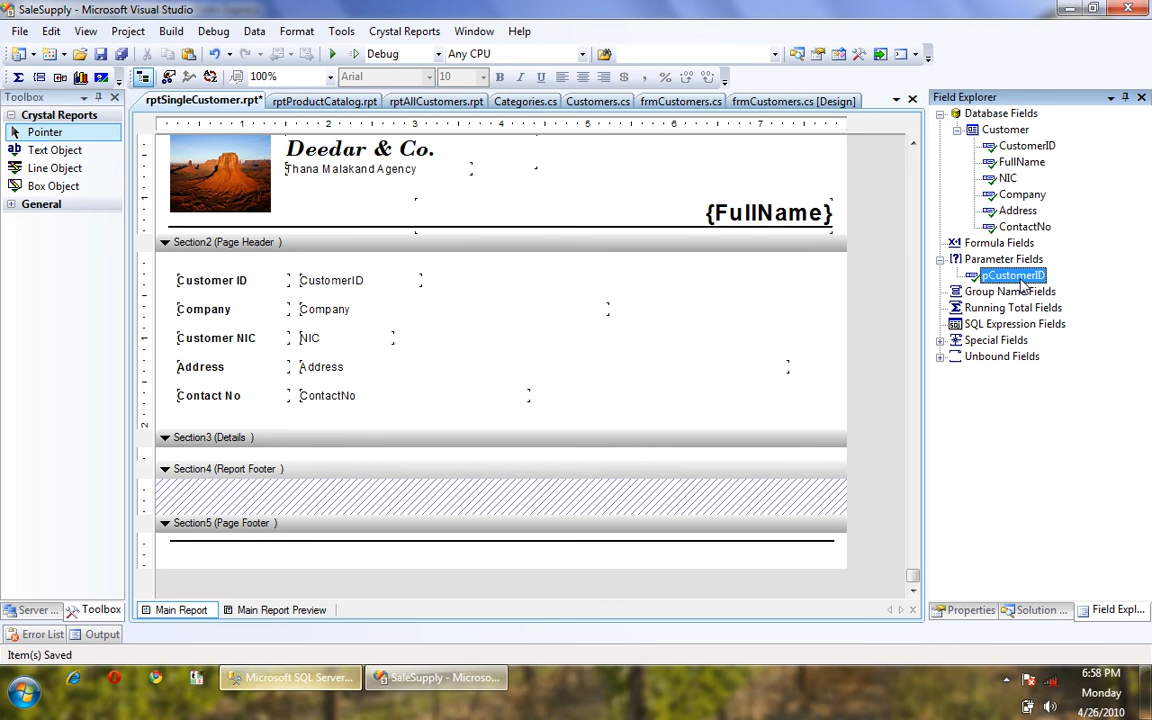 SaleSupply - Microsoft Visual Studio
File Edit View Project Build Debug Data Format Tools Crystal Reports Window Help
Debug Any CPU
100% Arial 10 B I U $ %
Toolbox
rptSingleCustomer.rpt* rptProductCatalog.rpt rptAllCustomers.rpt Categories.cs Customers.cs frmCustomers.cs frmCustomers.cs [Design]
Field Explorer
Crystal Reports
Pointer
Text Object
Line Object
Box Object
General
1 2 3 4 5 6 7
Deedar & Co.
Thana Malakand Agency
{FullName}
Section2 (Page Header )
Customer ID CustomerID
Company Company
Customer NIC NIC
Address Address
Contact No ContactNo
Section3 (Details )
Section4 (Report Footer )
Section5 (Page Footer )
Database Fields
Customer
CustomerID
FullName
NIC
Company
Address
ContactNo
Formula Fields
Parameter Fields
pCustomerID
Group Name Fields
Running Total Fields
SQL Expression Fields
Special Fields
Unbound Fields
Server ... Toolbox
Main Report Main Report Preview
Properties Solution ... Field Expl...
Error List Output
Item(s) Saved
Microsoft SQL Server... SaleSupply - Microso...
6:58 PM
Monday
4/26/2010